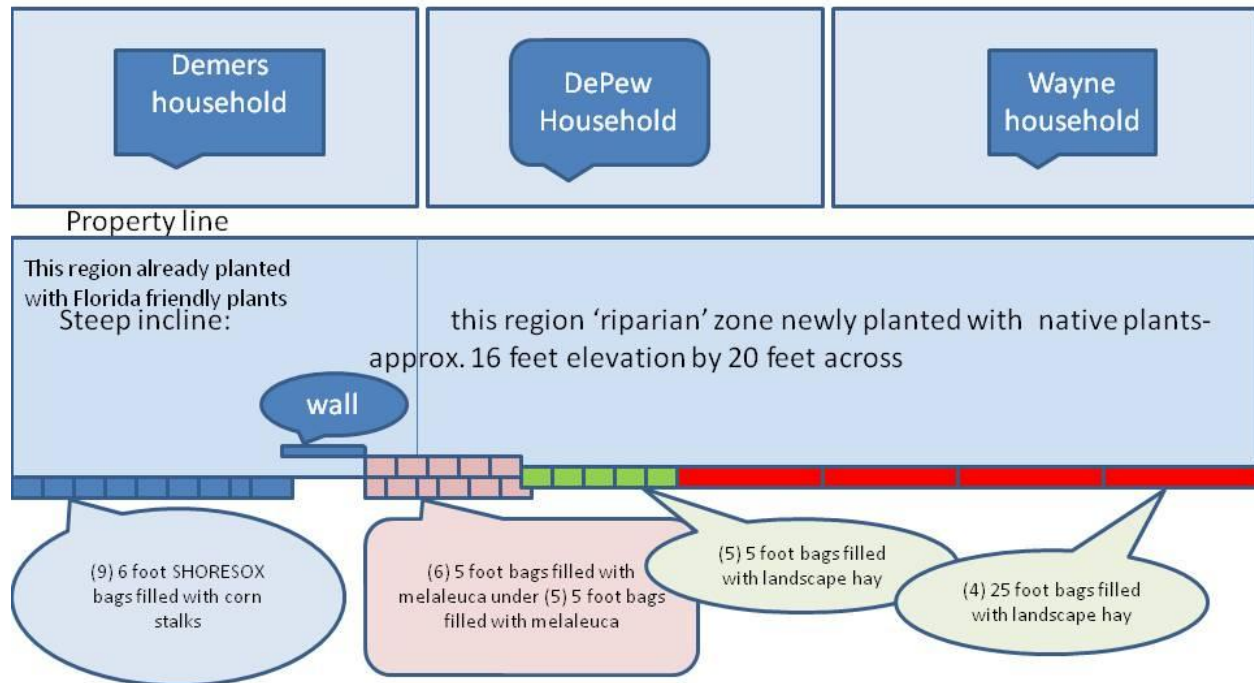 Demers
household
DePew
Household
Wayne
household
Property line
This region already planted
with Florida friendly plants
Steep incline:
this region ‘riparian’ zone newly planted with native plants-
approx. 16 feet elevation by 20 feet across
wall
(9) 6 foot SHORESOX
bags filled with corn
stalks
(6) 5 foot bags filled with
melaleuca under (5) 5 foot bags
filled with melaleuca
(5) 5 foot bags filled
with landscape hay
(4) 25 foot bags filled
with landscape hay